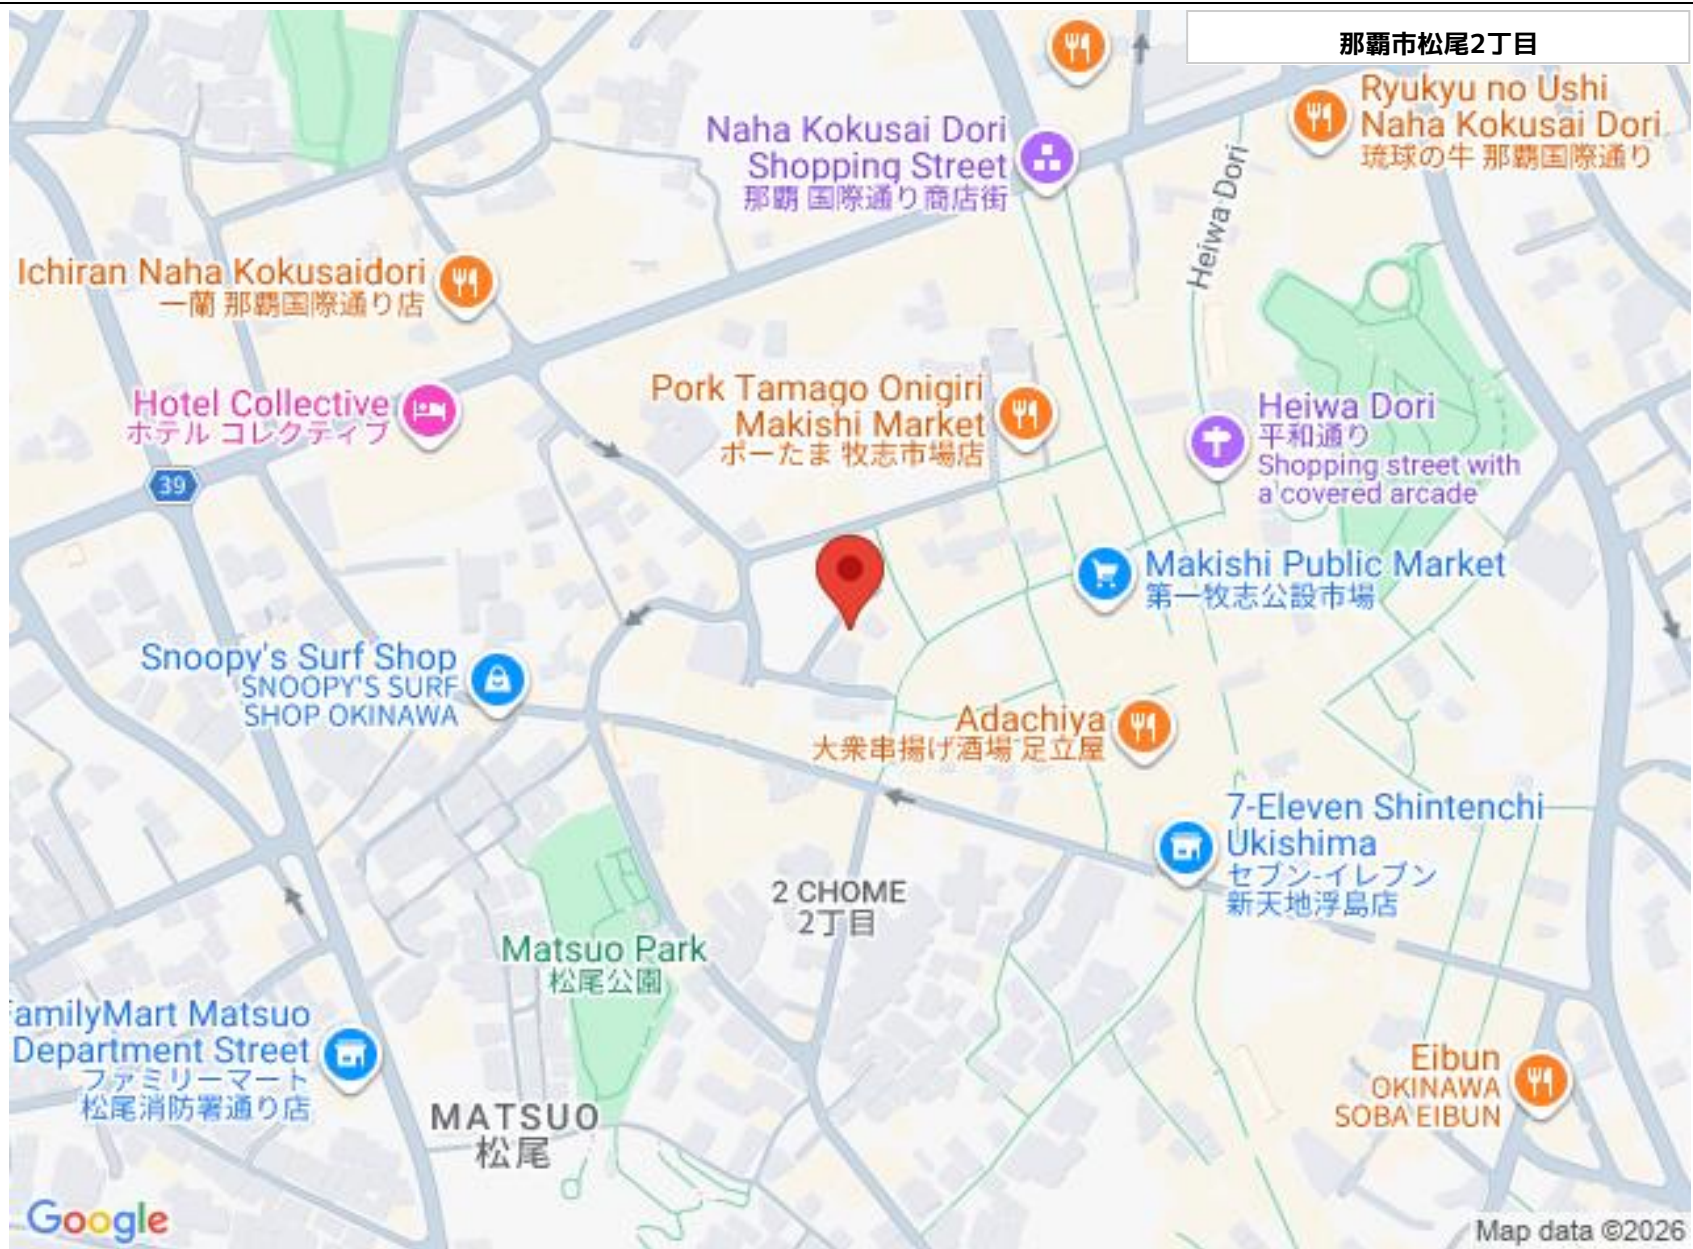 那覇市松尾2丁目
Ryukyu no Ushi
Naha Kokusai Dori
琉球の牛 那覇国際通り
Naha Kokusai Dori
Shopping Street
那覇 国際通り商店街
Heiwa Dori
Ichiran Naha Kokusaidori
一蘭 那覇国際通り店
Hotel Collective
ホテル コレクティブ
39
Pork Tamago Onigiri
Makishi Market
ポーたま 牧志市場店
Heiwa Dori
平和通り
Shopping street with
a covered arcade
Makishi Public Market
第一牧志公設市場
Snoopy's Surf Shop
SNOOPY'S SURF
SHOP OKINAWA
Adachiya
大衆串揚げ酒場 足立屋
7-Eleven Shintenchi
Ukishima
セブン-イレブン
新天地浮島店
2 CHOME
2丁目
Matsuo Park
松尾公園
amilyMart Matsuo
Department Street
ファミリーマート
松尾消防署通り店
MATSUO
松尾
Eibun
OKINAWA
SOBA EIBUN
Google
Map data ©2026